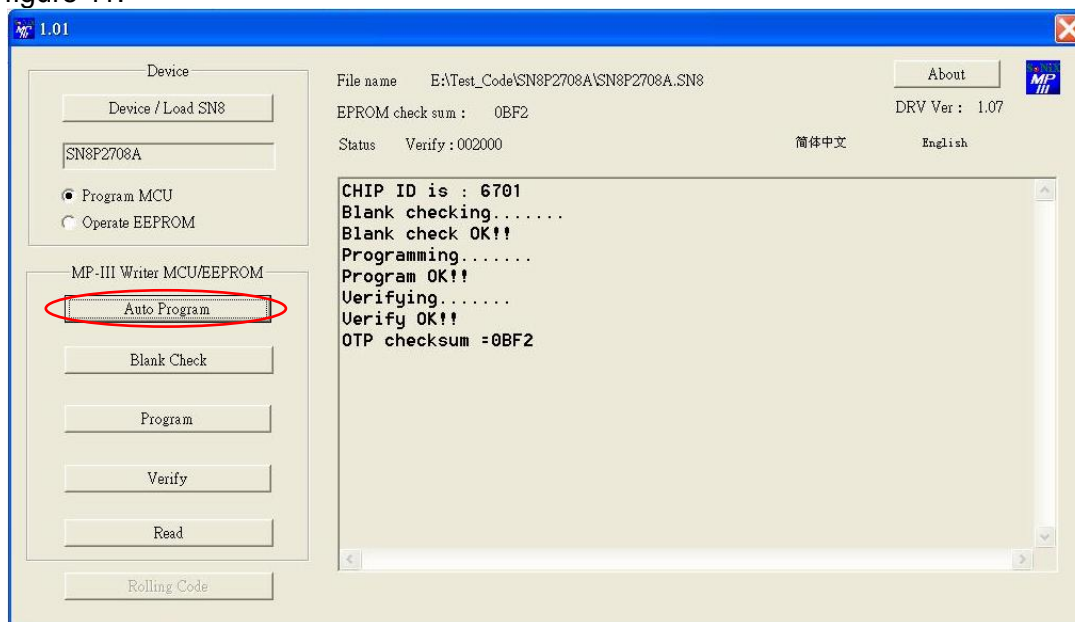 1.01
Device
Device / Load SN8
SN8P2708A
Program MCU
Operate EEPROM
MP-III Writer MCU/EEPROM
Auto Program
Blank Check
Program
Verify
Read
Rolling Code
File name E:\Test_Code\SN8P2708A\SN8P2708A.SN8
EPROM check sum : 0BF2
Status Verify : 002000
About
DRV Ver : 1.07
简体中文 English
SONIX
MP
III
CHIP ID is : 6701
Blank checking.......
Blank check OK!!
Programming.......
Program OK!!
Verifying.......
Verify OK!!
OTP checksum =0BF2